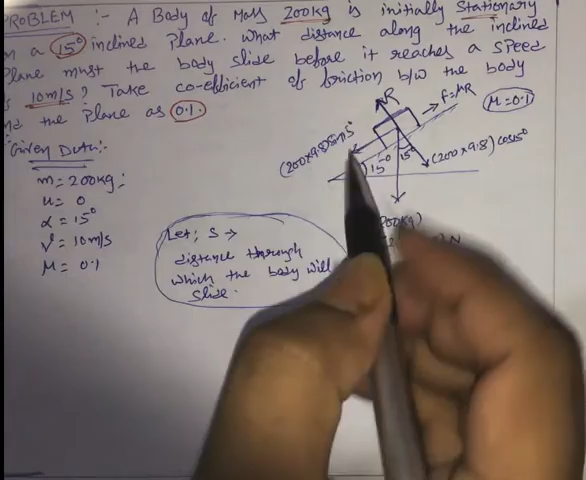 PROBLEM :- A Body of Mass 200kg is initially Stationary
n a 15° inclined Plane. What distance along the inclined
Plane must the body slide before it reaches a Speed
10m/s? Take co-efficient of friction b/w the body
nd the plane as 0.1.
Given Data:-
m = 200kg:
u = 0
α = 15°
V = 10m/s
μ = 0.1
R
F=μR
μ=0.1
(200×9.8)Sin15°
15°
15°
(200×9.8) cos15°
200kg)
N
Let; S →
distance through
which the body will
slide.